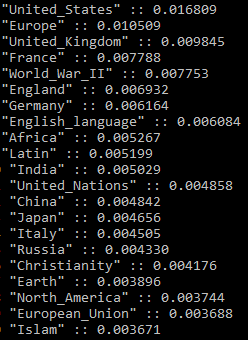 "United_States" :: 0.016809
"Europe" :: 0.010509
"United_Kingdom" :: 0.009845
"France" :: 0.007788
"World_War_II" :: 0.007753
"England" :: 0.006932
"Germany" :: 0.006164
"English_language" :: 0.006084
"Africa" :: 0.005267
"Latin" :: 0.005199
"India" :: 0.005029
"United_Nations" :: 0.004858
"China" :: 0.004842
"Japan" :: 0.004656
"Italy" :: 0.004505
"Russia" :: 0.004330
"Christianity" :: 0.004176
"Earth" :: 0.003896
"North_America" :: 0.003744
"European_Union" :: 0.003688
"Islam" :: 0.003671